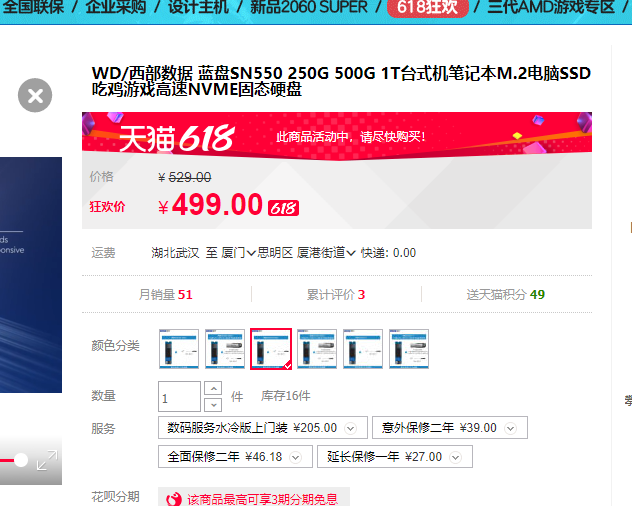 全国联保 / 企业采购 / 设计主机 / 新品2060 SUPER / 618狂欢 / 三代AMD游戏专区 /
WD/西部数据 蓝盘SN550 250G 500G 1T台式机笔记本M.2电脑SSD
吃鸡游戏高速NVME固态硬盘
天猫618 此商品活动中，请尽快购买!
价格 ¥ 529.00
狂欢价 ¥ 499.00 618
运费 湖北武汉 至 厦门 思明区 厦港街道 快递: 0.00
nds
onsive
月销量 51 累计评价 3 送天猫积分 49
颜色分类
数量 1 件 库存16件
服务 数码服务水冷版上门装 ¥205.00 意外保修二年 ¥39.00
全面保修二年 ¥46.18 延长保修一年 ¥27.00
花呗分期 该商品最高可享3期分期免息